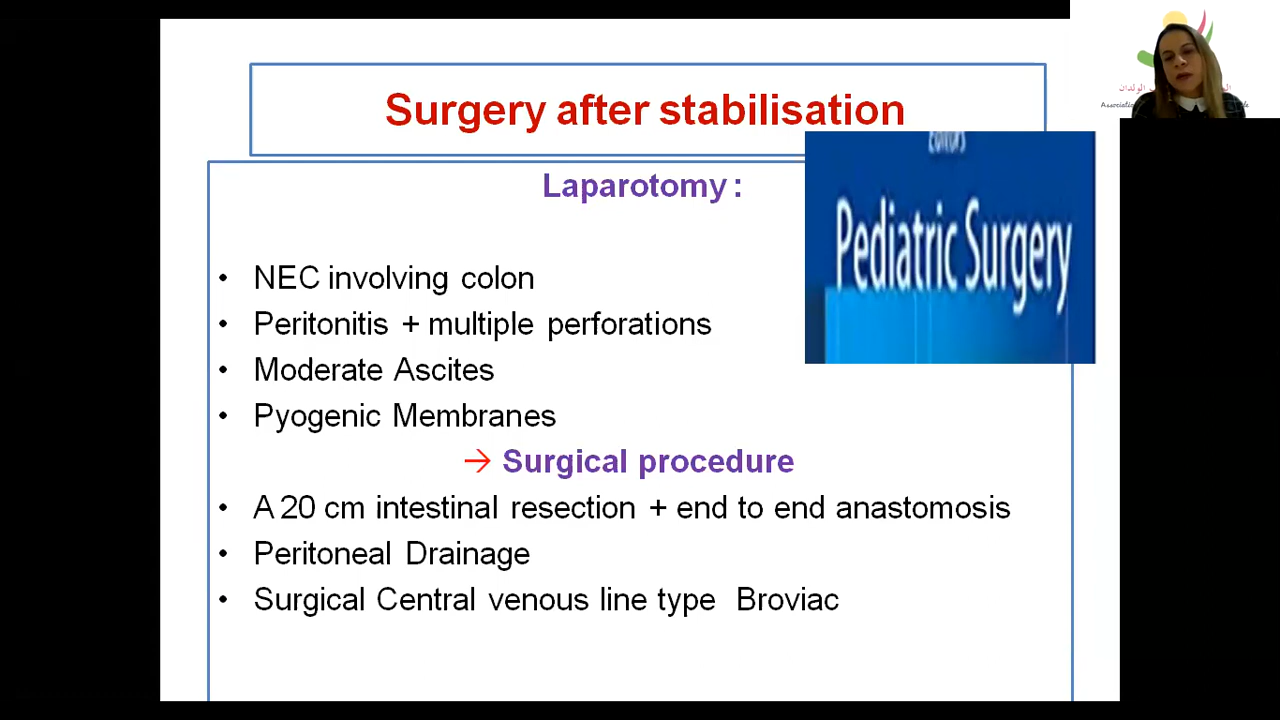 Surgery after stabilisation
Editors
Pediatric Surgery
Laparotomy :
• NEC involving colon
• Peritonitis + multiple perforations
• Moderate Ascites
• Pyogenic Membranes
→ Surgical procedure
• A 20 cm intestinal resection + end to end anastomosis
• Peritoneal Drainage
• Surgical Central venous line type Broviac